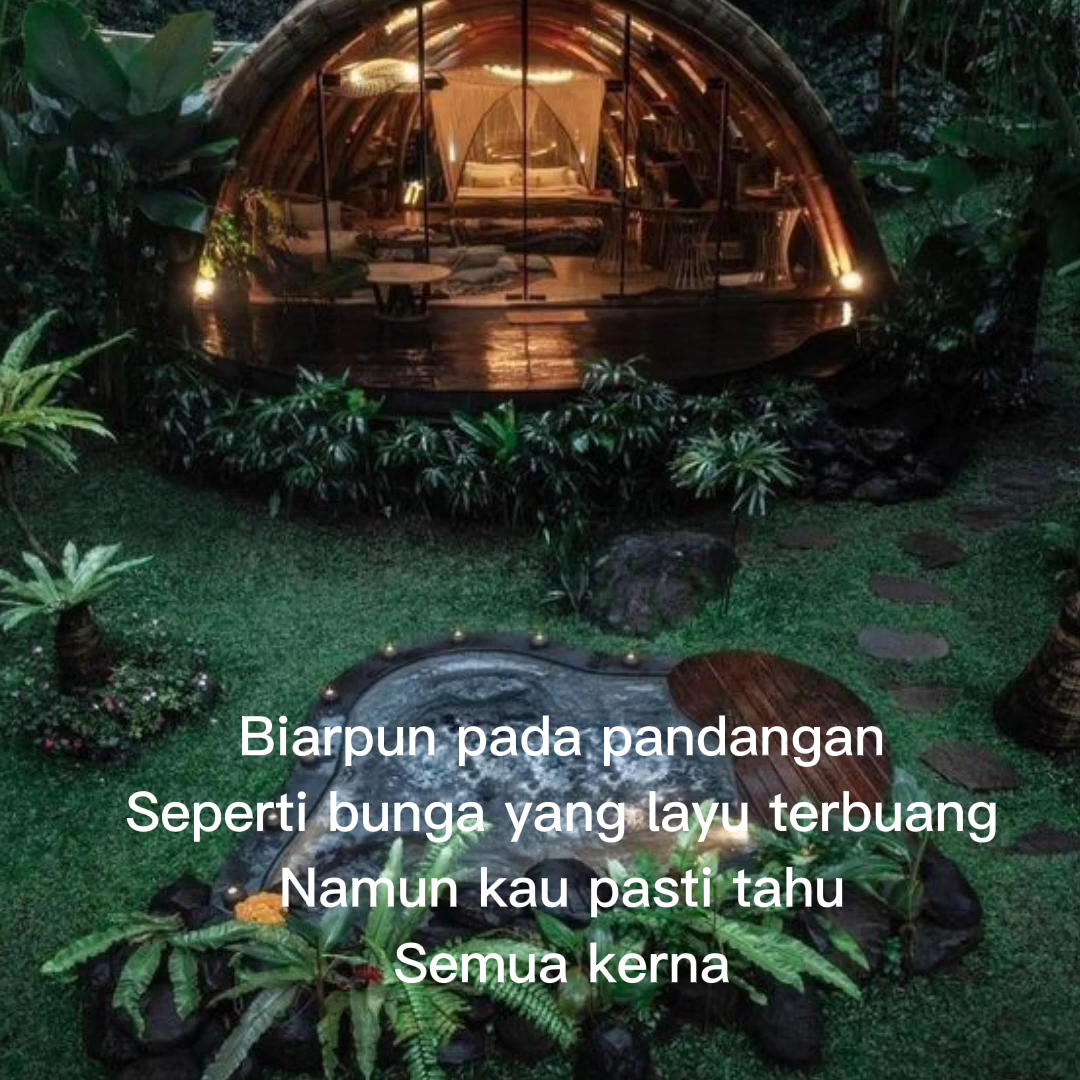 Biarpun pada pandangan
Seperti bunga yang layu terbuang
Namun kau pasti tahu
Semua kerna